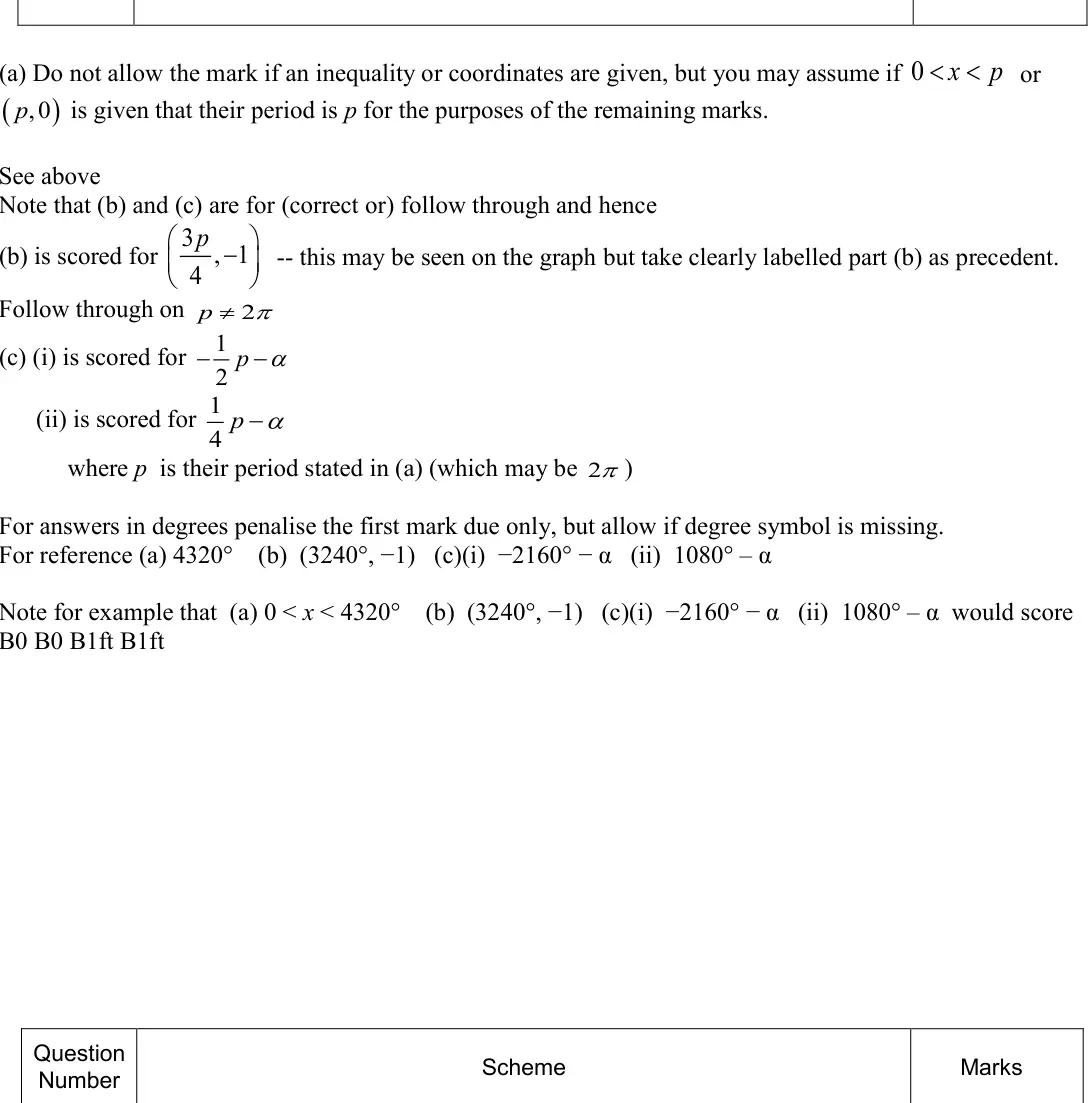 (a) Do not allow the mark if an inequality or coordinates are given, but you may assume if 0 < x < p or
(p, 0) is given that their period is p for the purposes of the remaining marks.
See above
Note that (b) and (c) are for (correct or) follow through and hence
(b) is scored for (3p/4, −1) -- this may be seen on the graph but take clearly labelled part (b) as precedent.
Follow through on p ≠ 2π
(c) (i) is scored for −1/2 p − α
(ii) is scored for 1/4 p − α
where p is their period stated in (a) (which may be 2π )
For answers in degrees penalise the first mark due only, but allow if degree symbol is missing.
For reference (a) 4320° (b) (3240°, −1) (c)(i) −2160° − α (ii) 1080° – α
Note for example that (a) 0 < x < 4320° (b) (3240°, −1) (c)(i) −2160° − α (ii) 1080° – α would score
B0 B0 B1ft B1ft
Question
Number
Scheme
Marks